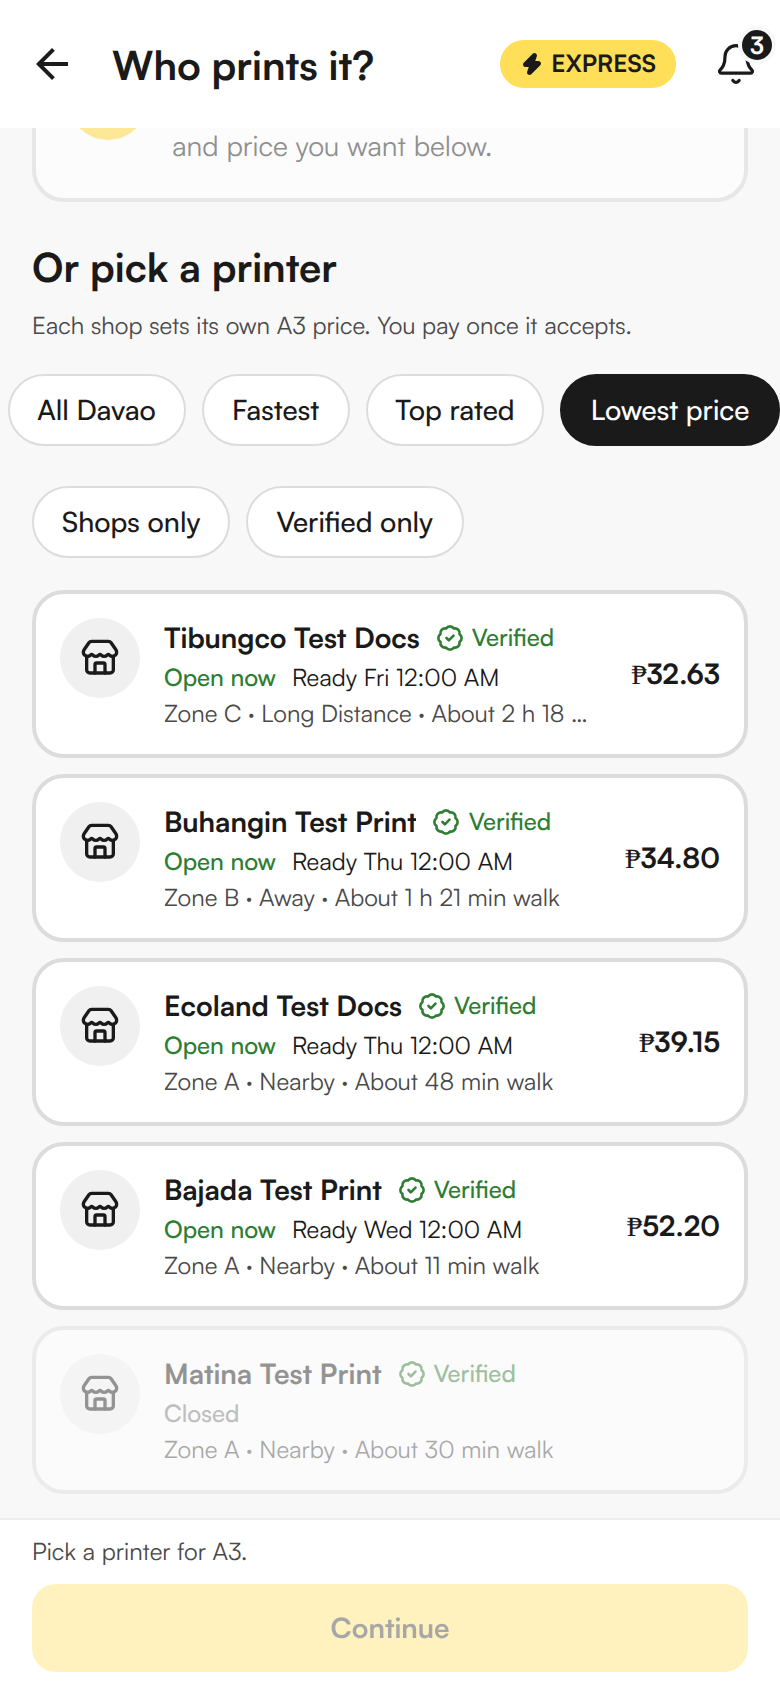 Who prints it?
EXPRESS
3
and price you want below.
Or pick a printer
Each shop sets its own A3 price. You pay once it accepts.
All Davao
Fastest
Top rated
Lowest price
Shops only
Verified only
Tibungco Test Docs Verified
Open now Ready Fri 12:00 AM
₱32.63
Zone C · Long Distance · About 2 h 18 ...
Buhangin Test Print Verified
Open now Ready Thu 12:00 AM
₱34.80
Zone B · Away · About 1 h 21 min walk
Ecoland Test Docs Verified
Open now Ready Thu 12:00 AM
₱39.15
Zone A · Nearby · About 48 min walk
Bajada Test Print Verified
Open now Ready Wed 12:00 AM
₱52.20
Zone A · Nearby · About 11 min walk
Matina Test Print Verified
Closed
Zone A · Nearby · About 30 min walk
Pick a printer for A3.
Continue